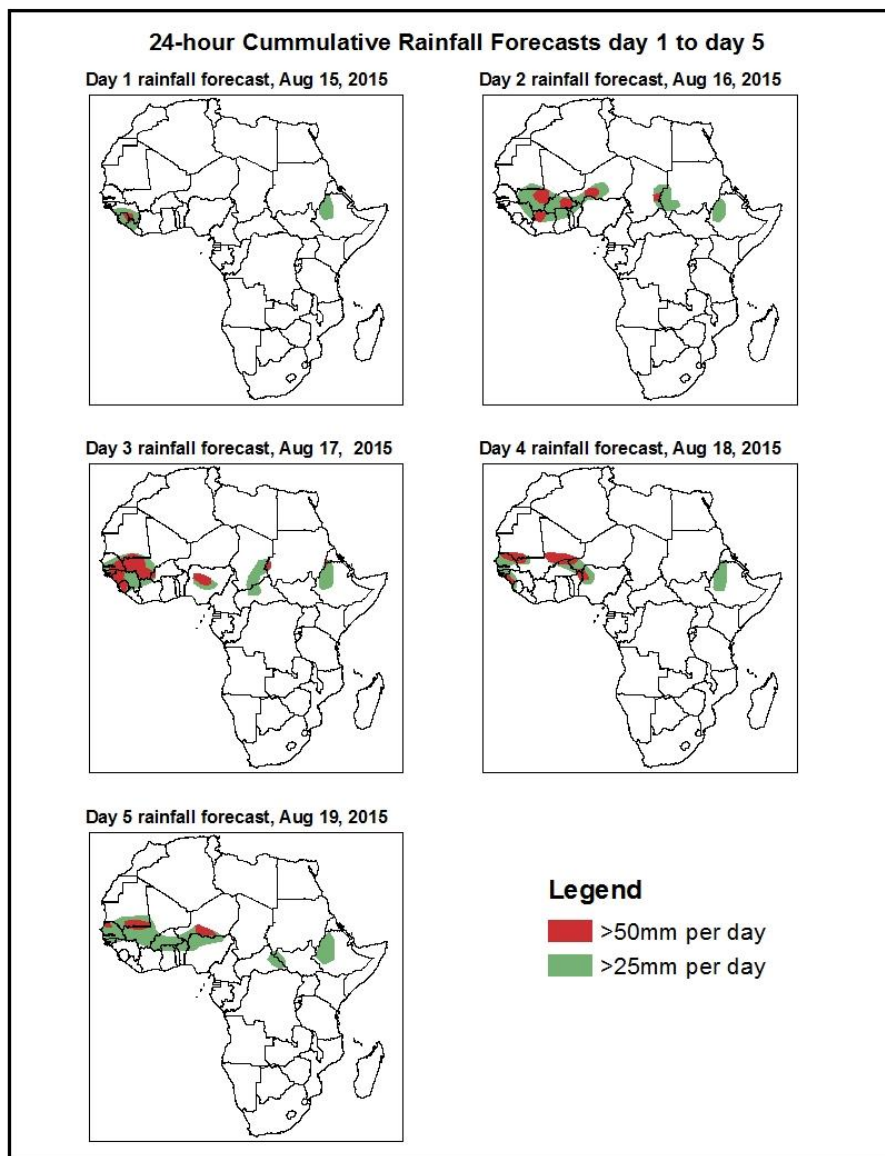 24-hour Cummulative Rainfall Forecasts day 1 to day 5
Day 1 rainfall forecast, Aug 15, 2015
Day 2 rainfall forecast, Aug 16, 2015
Day 3 rainfall forecast, Aug 17, 2015
Day 4 rainfall forecast, Aug 18, 2015
Day 5 rainfall forecast, Aug 19, 2015
Legend
>50mm per day
>25mm per day